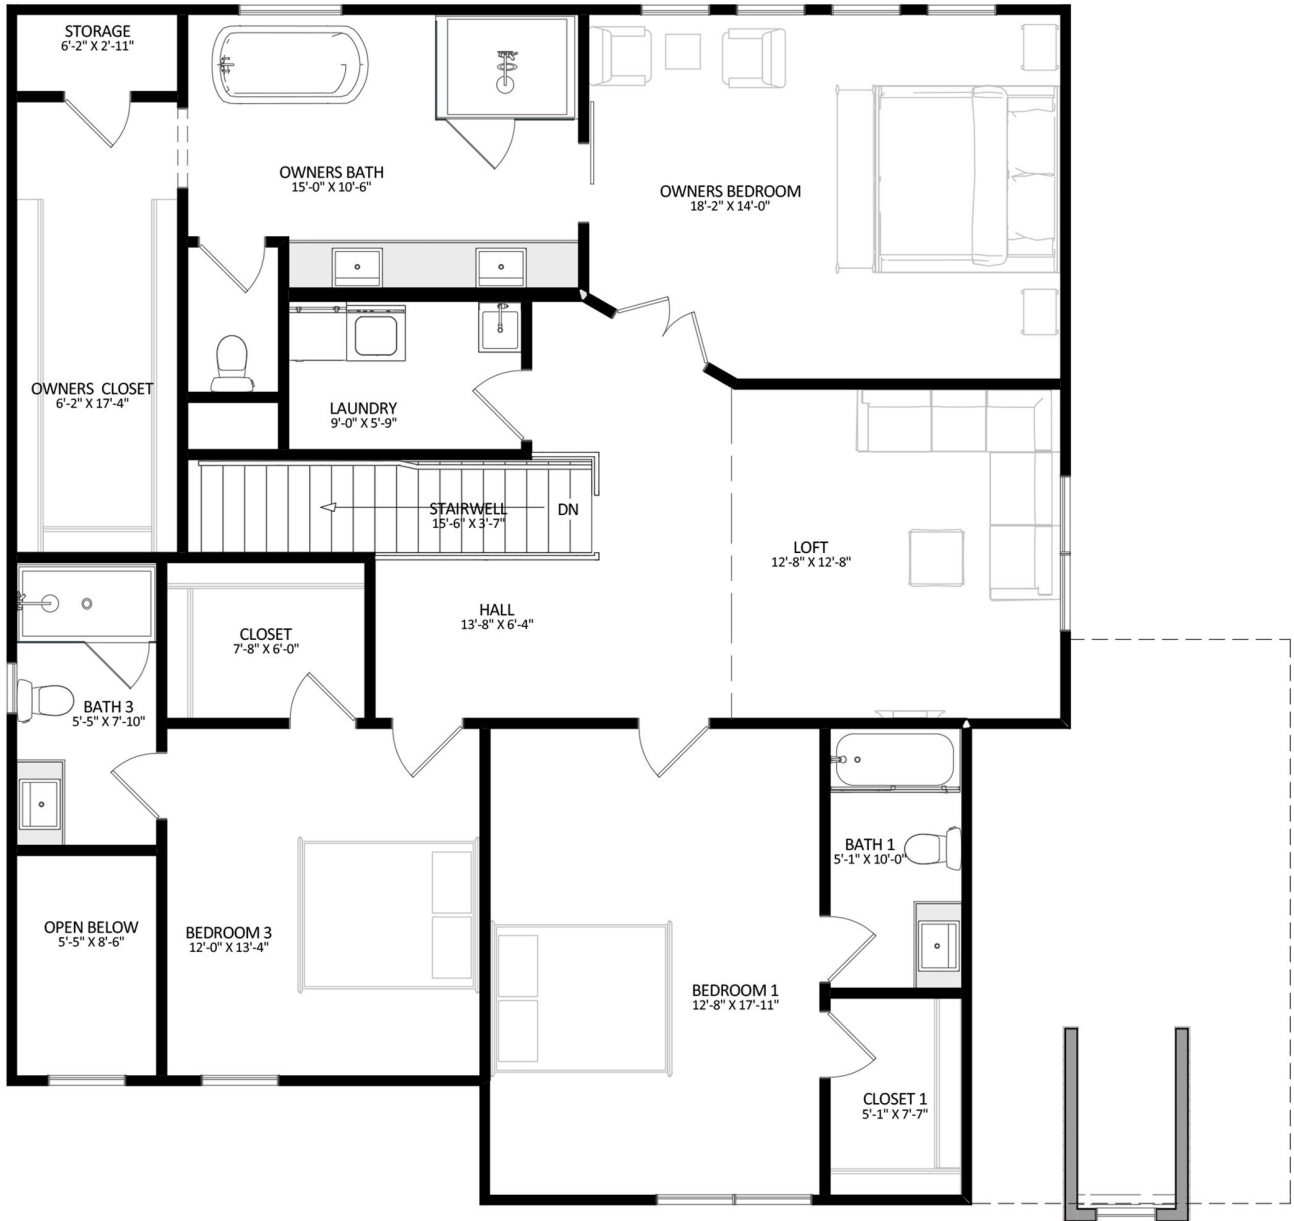 STORAGE
6'-2" X 2'-11"
OWNERS BATH
15'-0" X 10'-6"
OWNERS BEDROOM
18'-2" X 14'-0"
OWNERS CLOSET
6'-2" X 17'-4"
LAUNDRY
9'-0" X 5'-9"
STAIRWELL
15'-6" X 3'-7"
DN
LOFT
12'-8" X 12'-8"
HALL
13'-8" X 6'-4"
CLOSET
7'-8" X 6'-0"
BATH 3
5'-5" X 7'-10"
BATH 1
5'-1" X 10'-0"
OPEN BELOW
5'-5" X 8'-6"
BEDROOM 3
12'-0" X 13'-4"
BEDROOM 1
12'-8" X 17'-11"
CLOSET 1
5'-1" X 7'-7"